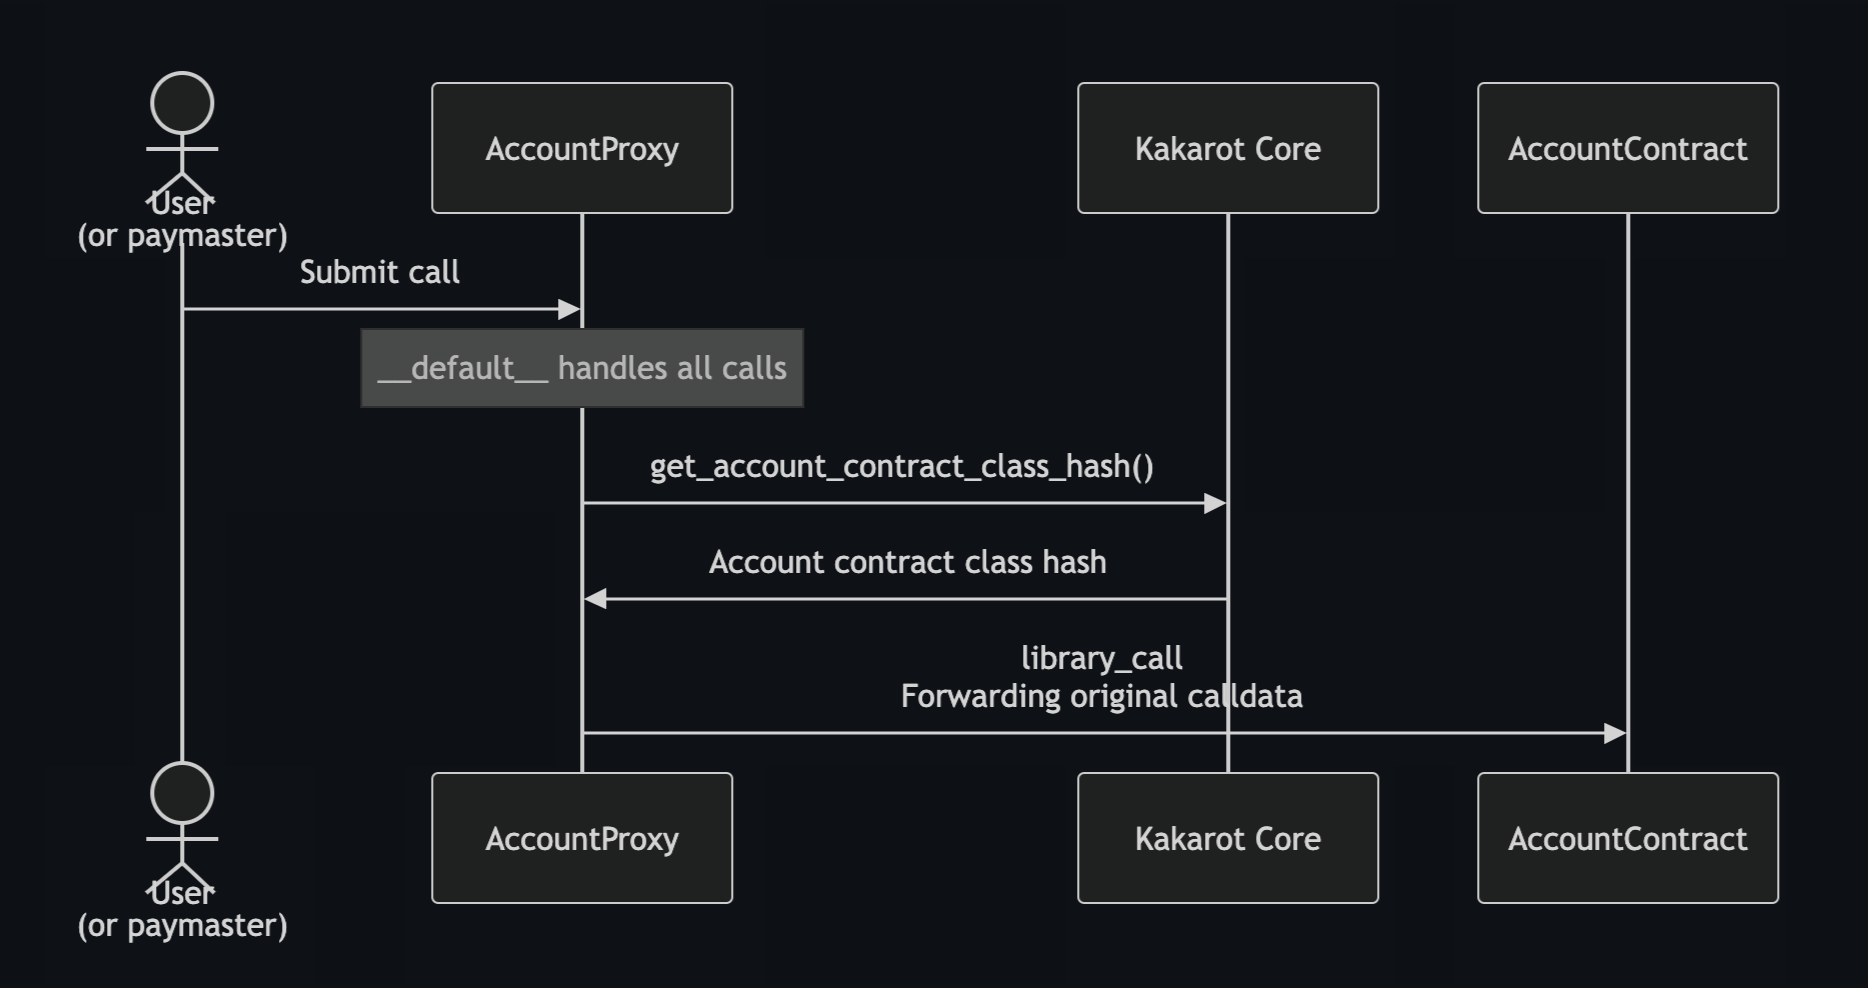 User
(or paymaster)
AccountProxy
Kakarot Core
AccountContract
Submit call
__default__ handles all calls
get_account_contract_class_hash()
Account contract class hash
library_call
Forwarding original calldata
User
(or paymaster)
AccountProxy
Kakarot Core
AccountContract